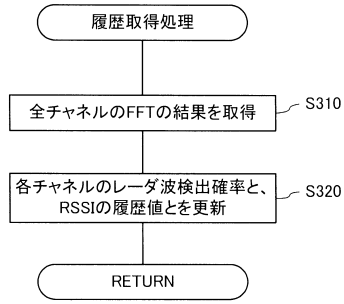 履歴取得処理
全チャネルのFFTの結果を取得
S310
各チャネルのレーダ波検出確率と、
RSSIの履歴値とを更新
S320
RETURN